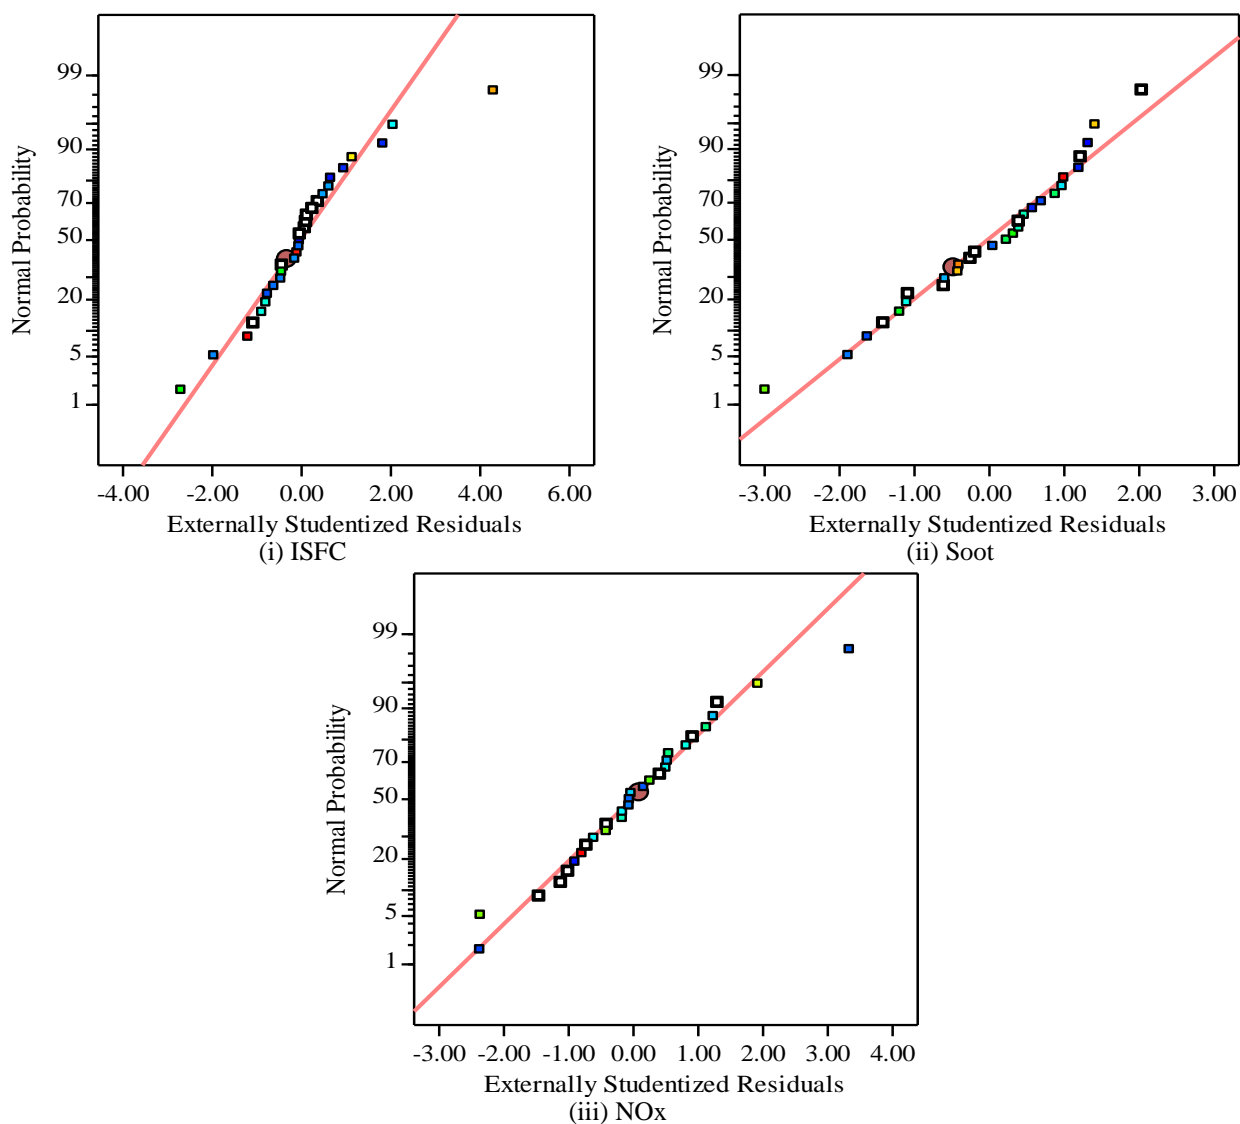 Normal Probability
99
90
70
50
20
5
1
-4.00 -2.00 0.00 2.00 4.00 6.00
Externally Studentized Residuals
(i) ISFC
Normal Probability
99
90
70
50
20
5
1
-3.00 -2.00 -1.00 0.00 1.00 2.00 3.00
Externally Studentized Residuals
(ii) Soot
Normal Probability
99
90
70
50
20
5
1
-3.00 -2.00 -1.00 0.00 1.00 2.00 3.00 4.00
Externally Studentized Residuals
(iii) NOx